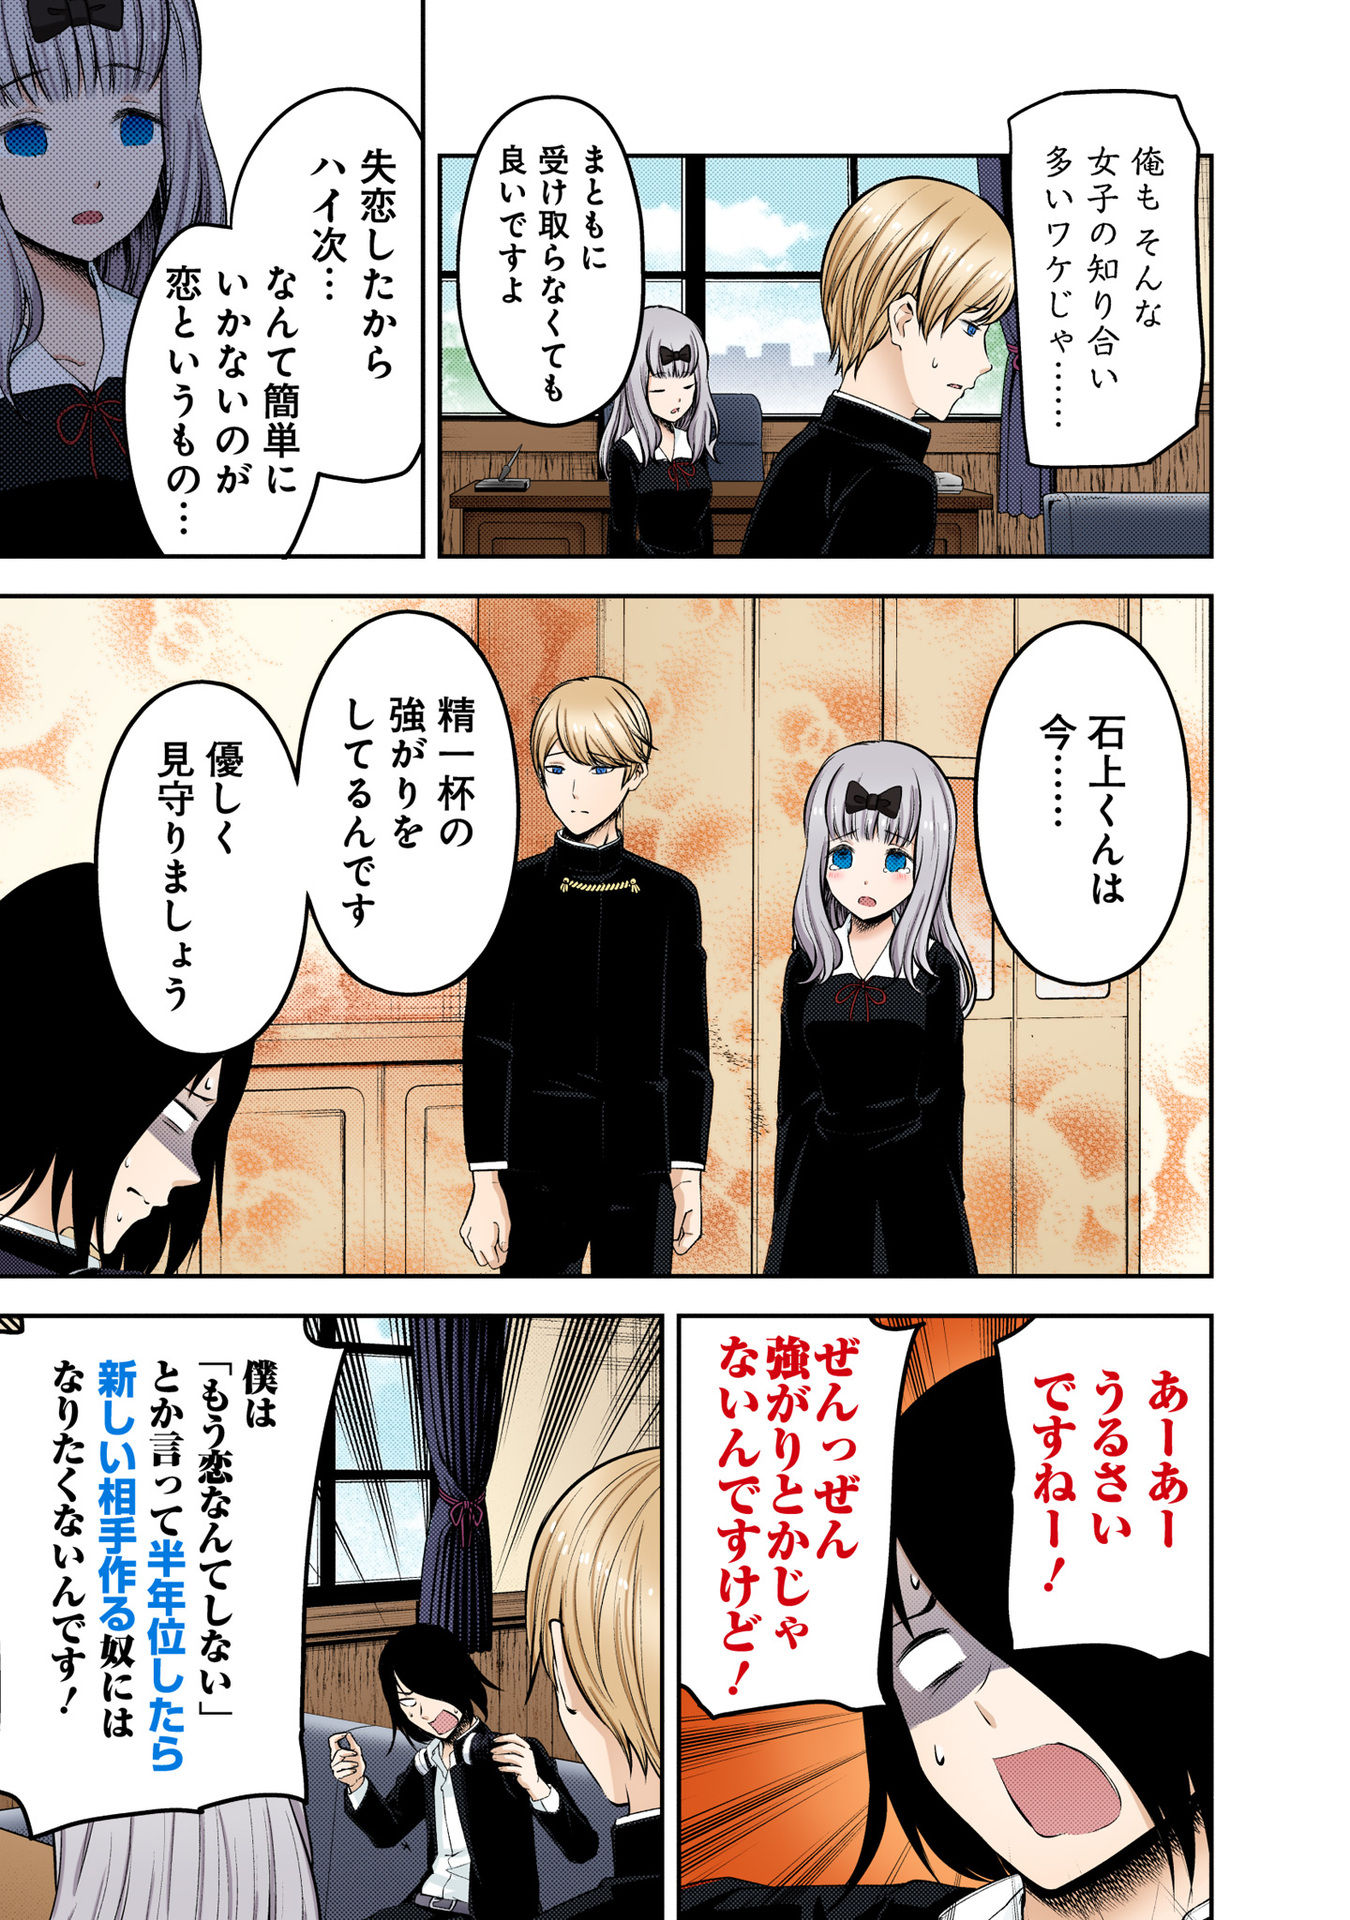 俺も そんな
女子の知り合い
多いワケじゃ……
まともに
受け取らなくても
良いですよ
失恋したから
ハイ次…
なんて簡単に
いかないのが
恋というもの…
石上くんは
今……
精一杯の
強がりを
してるんです
優しく
見守りましょう
あーあー
うるさい
ですねー！
ぜんっぜん
強がりとかじゃ
ないんですけど！
僕は
「もう恋なんてしない」
とか言って半年位したら
新しい相手作る奴には
なりたくないんです！